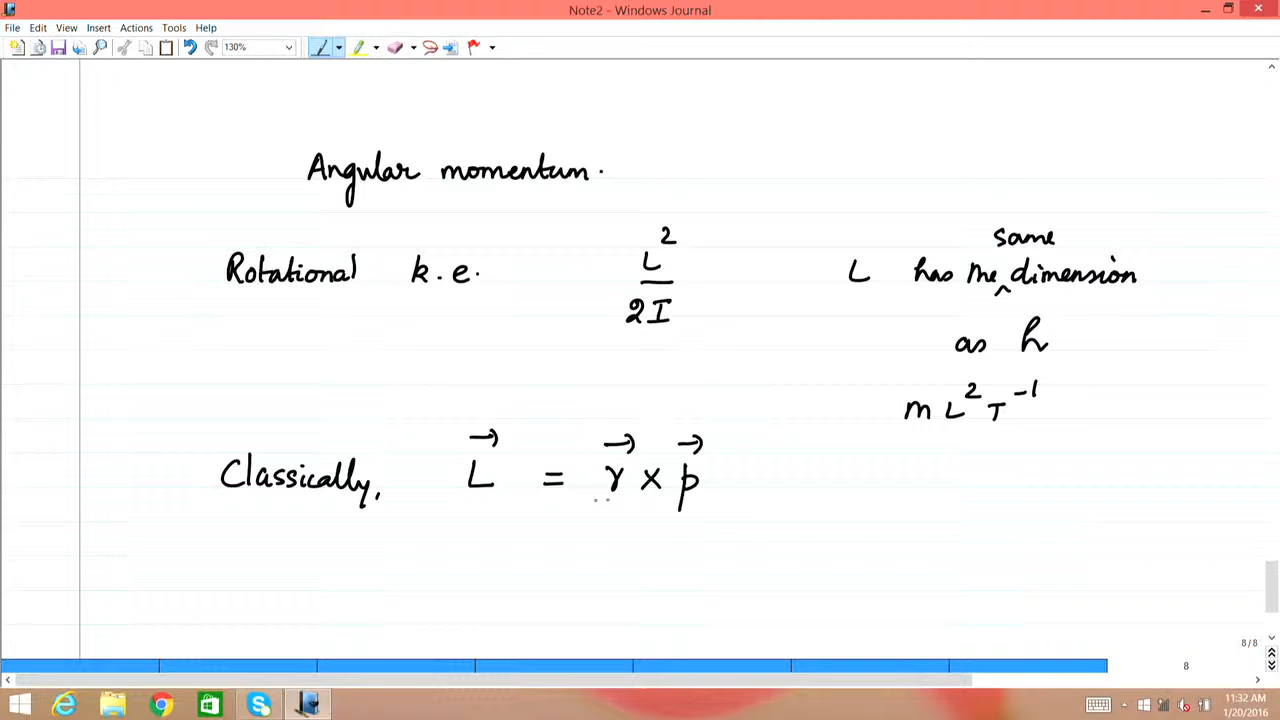 Note2 - Windows Journal
File Edit View Insert Actions Tools Help
130%
Angular momentum.
Rotational k.e. L²/2I
L has the same dimension
as h
M L² T⁻¹
Classically, L⃗ = r⃗ × p⃗
8/8
8
11:32 AM
1/20/2016